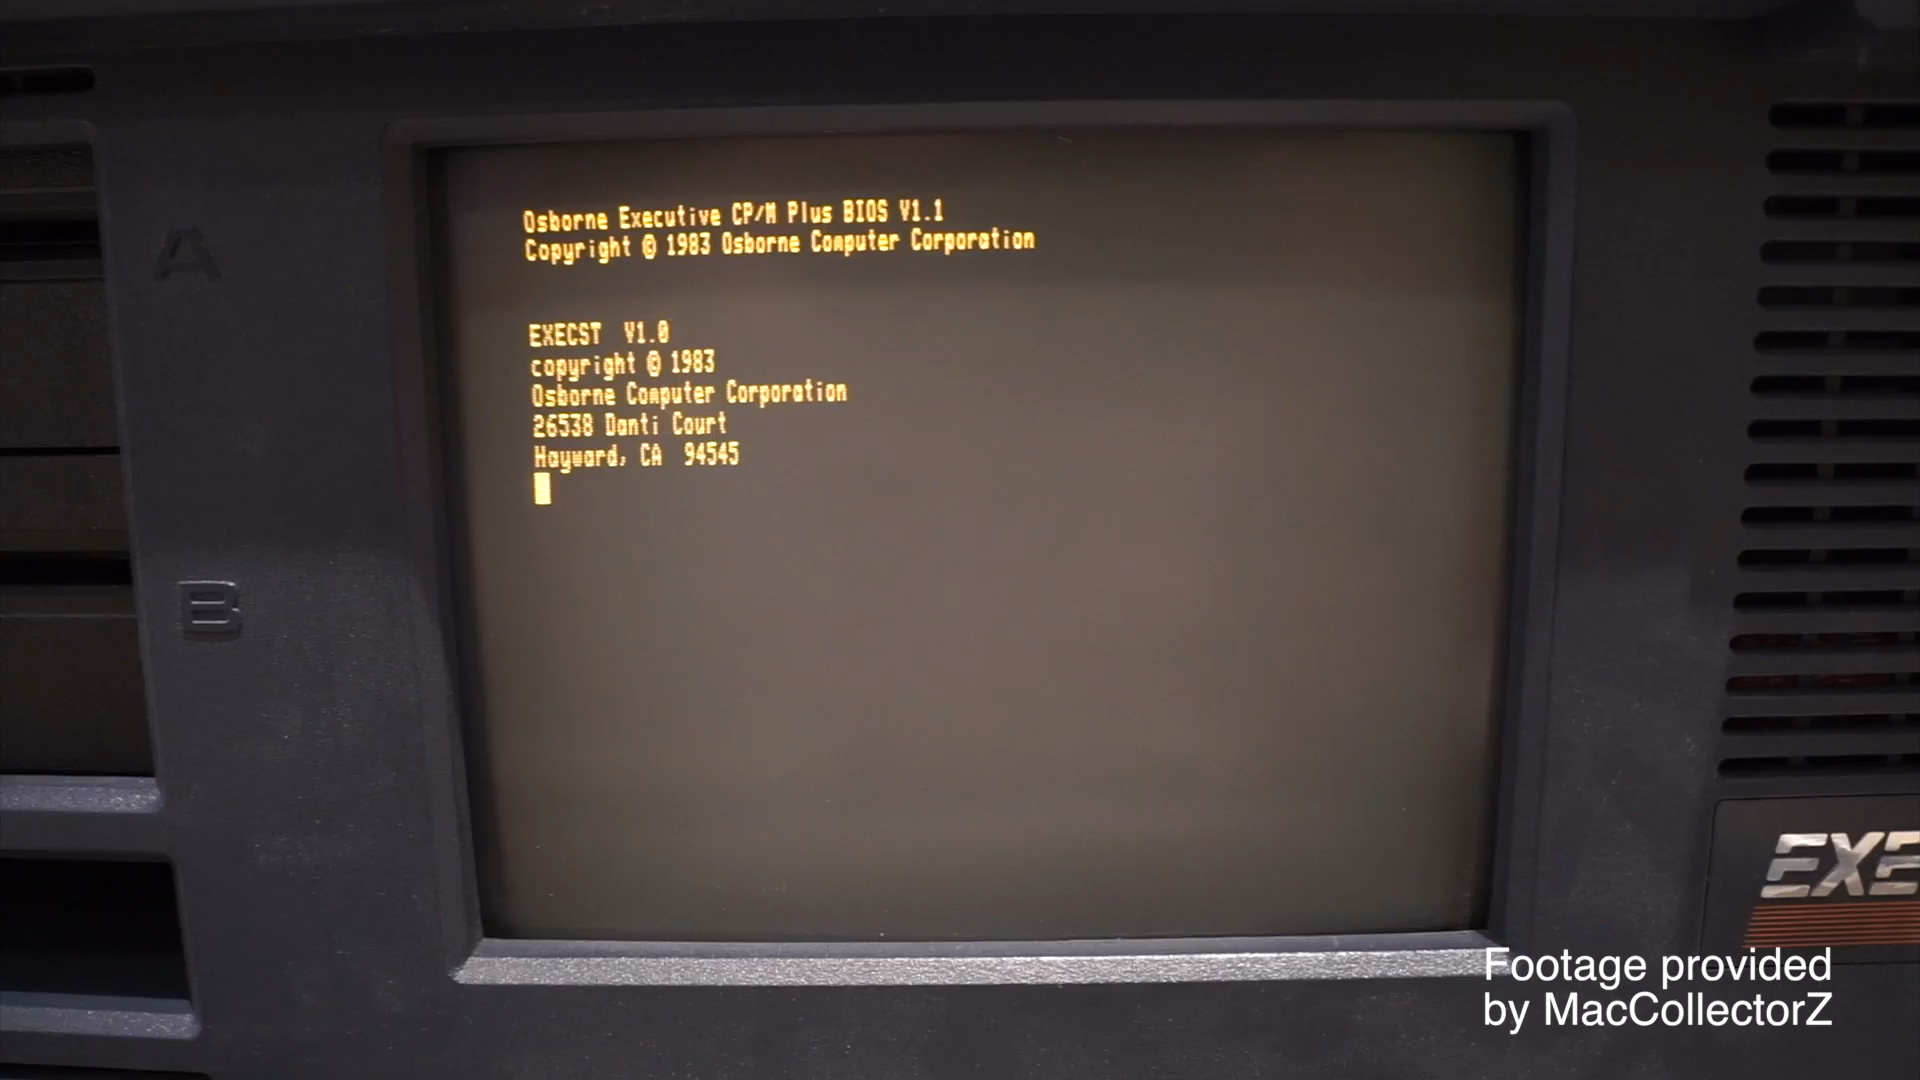 A
B
Osborne Executive CP/M Plus BIOS V1.1
Copyright © 1983 Osborne Computer Corporation
EXECST V1.0
copyright © 1983
Osborne Computer Corporation
26538 Danti Court
Hayward, CA 94545
EXE
Footage provided
by MacCollectorZ